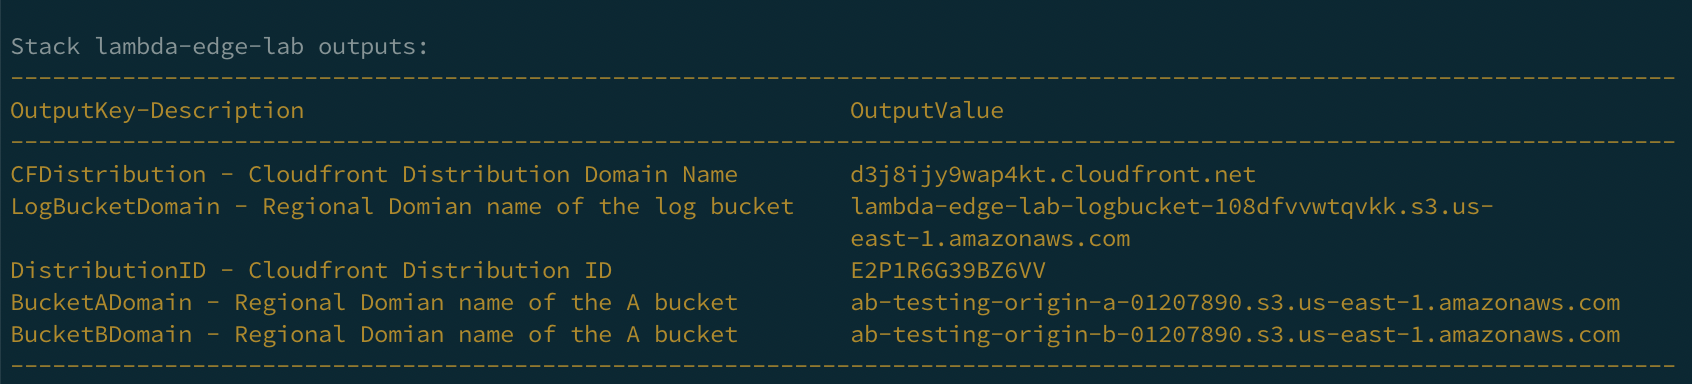 Stack lambda-edge-lab outputs:
------------------------------------------------------------------------------------------------------------------------
OutputKey-Description                                       OutputValue
------------------------------------------------------------------------------------------------------------------------
CFDistribution - Cloudfront Distribution Domain Name        d3j8ijy9wap4kt.cloudfront.net
LogBucketDomain - Regional Domian name of the log bucket    lambda-edge-lab-logbucket-108dfvvwtqvkk.s3.us-
                                                            east-1.amazonaws.com
DistributionID - Cloudfront Distribution ID                 E2P1R6G39BZ6VV
BucketADomain - Regional Domian name of the A bucket        ab-testing-origin-a-01207890.s3.us-east-1.amazonaws.com
BucketBDomain - Regional Domian name of the A bucket        ab-testing-origin-b-01207890.s3.us-east-1.amazonaws.com
------------------------------------------------------------------------------------------------------------------------